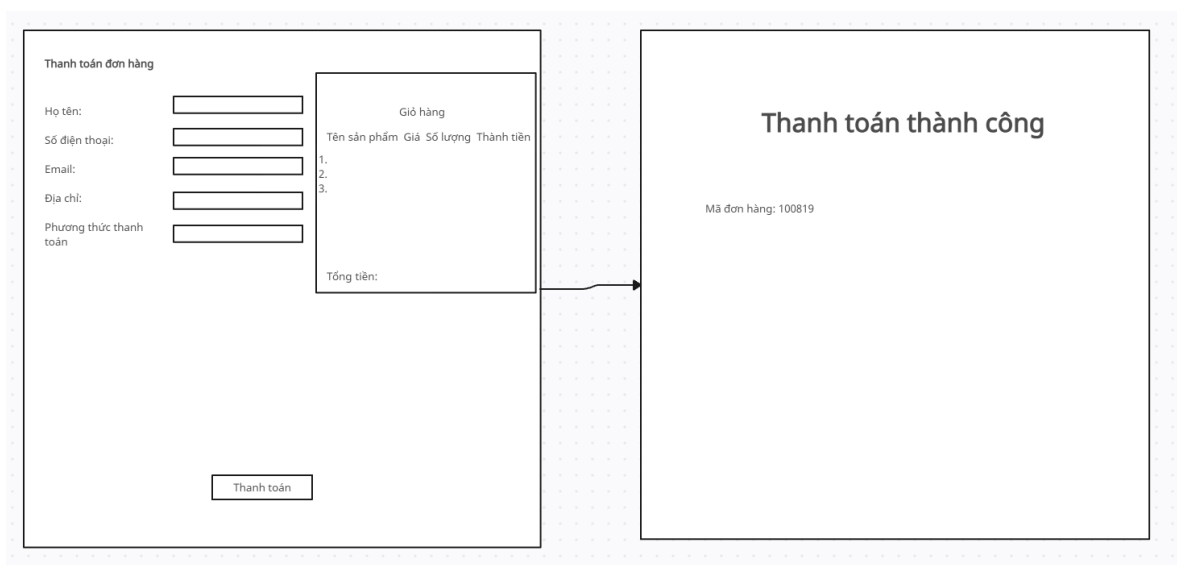 Thanh toán đơn hàng
Họ tên:
Số điện thoại:
Email:
Địa chỉ:
Phương thức thanh
toán
Giỏ hàng
Tên sản phẩm Giá Số lượng Thành tiền
1.
2.
3.
Tổng tiền:
Thanh toán
Thanh toán thành công
Mã đơn hàng: 100819